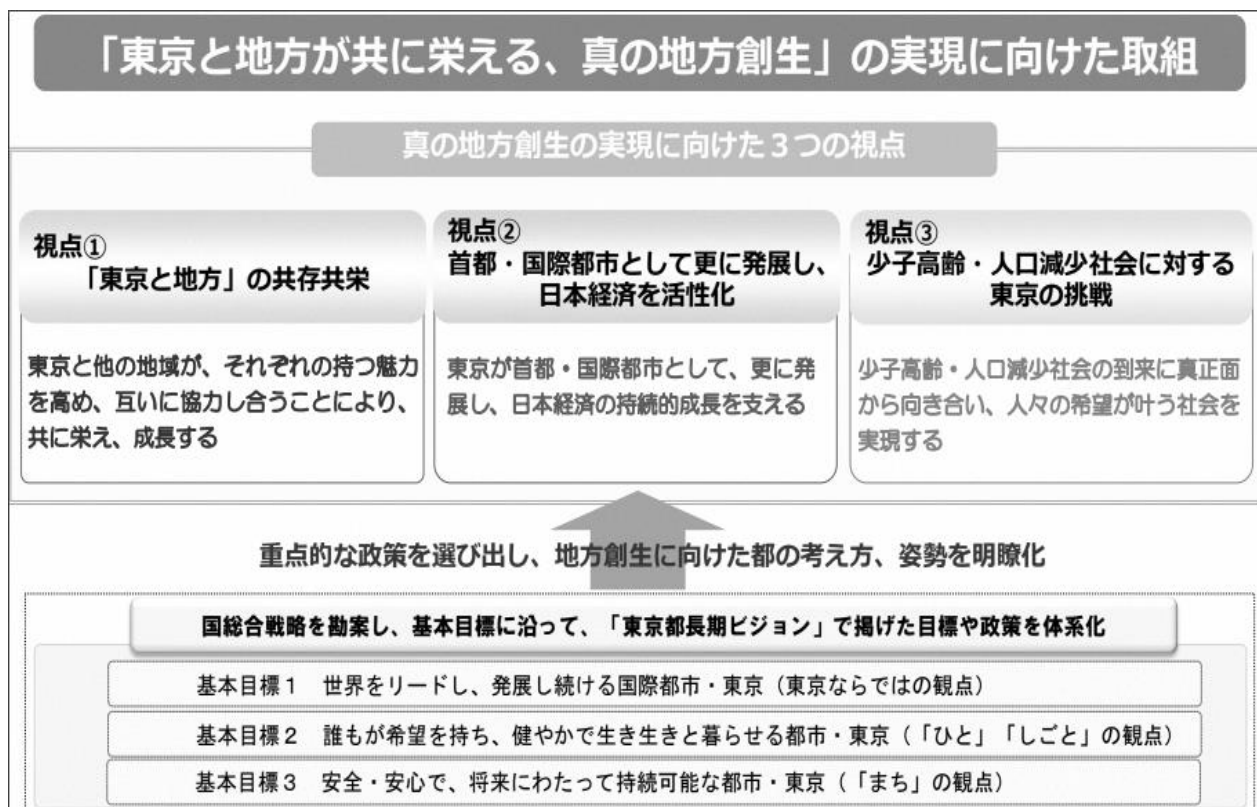 「東京と地方が共に栄える、真の地方創生」の実現に向けた取組
真の地方創生の実現に向けた３つの視点
視点①
「東京と地方」の共存共栄
東京と他の地域が、それぞれの持つ魅力
を高め、互いに協力し合うことにより、
共に栄え、成長する
視点②
首都・国際都市として更に発展し、
日本経済を活性化
東京が首都・国際都市として、更に発
展し、日本経済の持続的成長を支える
視点③
少子高齢・人口減少社会に対する
東京の挑戦
少子高齢・人口減少社会の到来に真正面
から向き合い、人々の希望が叶う社会を
実現する
重点的な政策を選び出し、地方創生に向けた都の考え方、姿勢を明瞭化
国総合戦略を勘案し、基本目標に沿って、「東京都長期ビジョン」で掲げた目標や政策を体系化
基本目標１　世界をリードし、発展し続ける国際都市・東京（東京ならではの観点）
基本目標２　誰もが希望を持ち、健やかで生き生きと暮らせる都市・東京（「ひと」「しごと」の観点）
基本目標３　安全・安心で、将来にわたって持続可能な都市・東京（「まち」の観点）